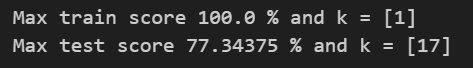 Max train score 100.0 % and k = [1]
Max test score 77.34375 % and k = [17]